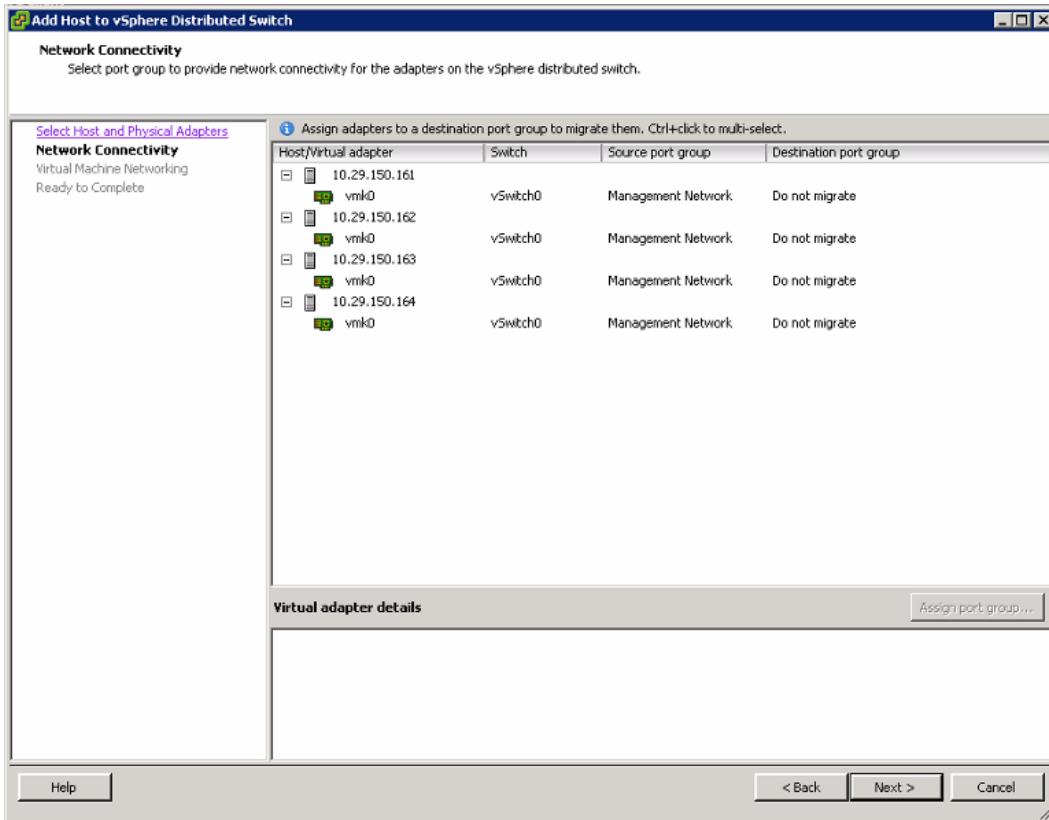 Add Host to vSphere Distributed Switch
Network Connectivity
Select port group to provide network connectivity for the adapters on the vSphere distributed switch.
Select Host and Physical Adapters
Network Connectivity
Virtual Machine Networking
Ready to Complete
Assign adapters to a destination port group to migrate them. Ctrl+click to multi-select.
Host/Virtual adapter Switch Source port group Destination port group
10.29.150.161
vmk0 vSwitch0 Management Network Do not migrate
10.29.150.162
vmk0 vSwitch0 Management Network Do not migrate
10.29.150.163
vmk0 vSwitch0 Management Network Do not migrate
10.29.150.164
vmk0 vSwitch0 Management Network Do not migrate
Virtual adapter details Assign port group...
Help < Back Next > Cancel